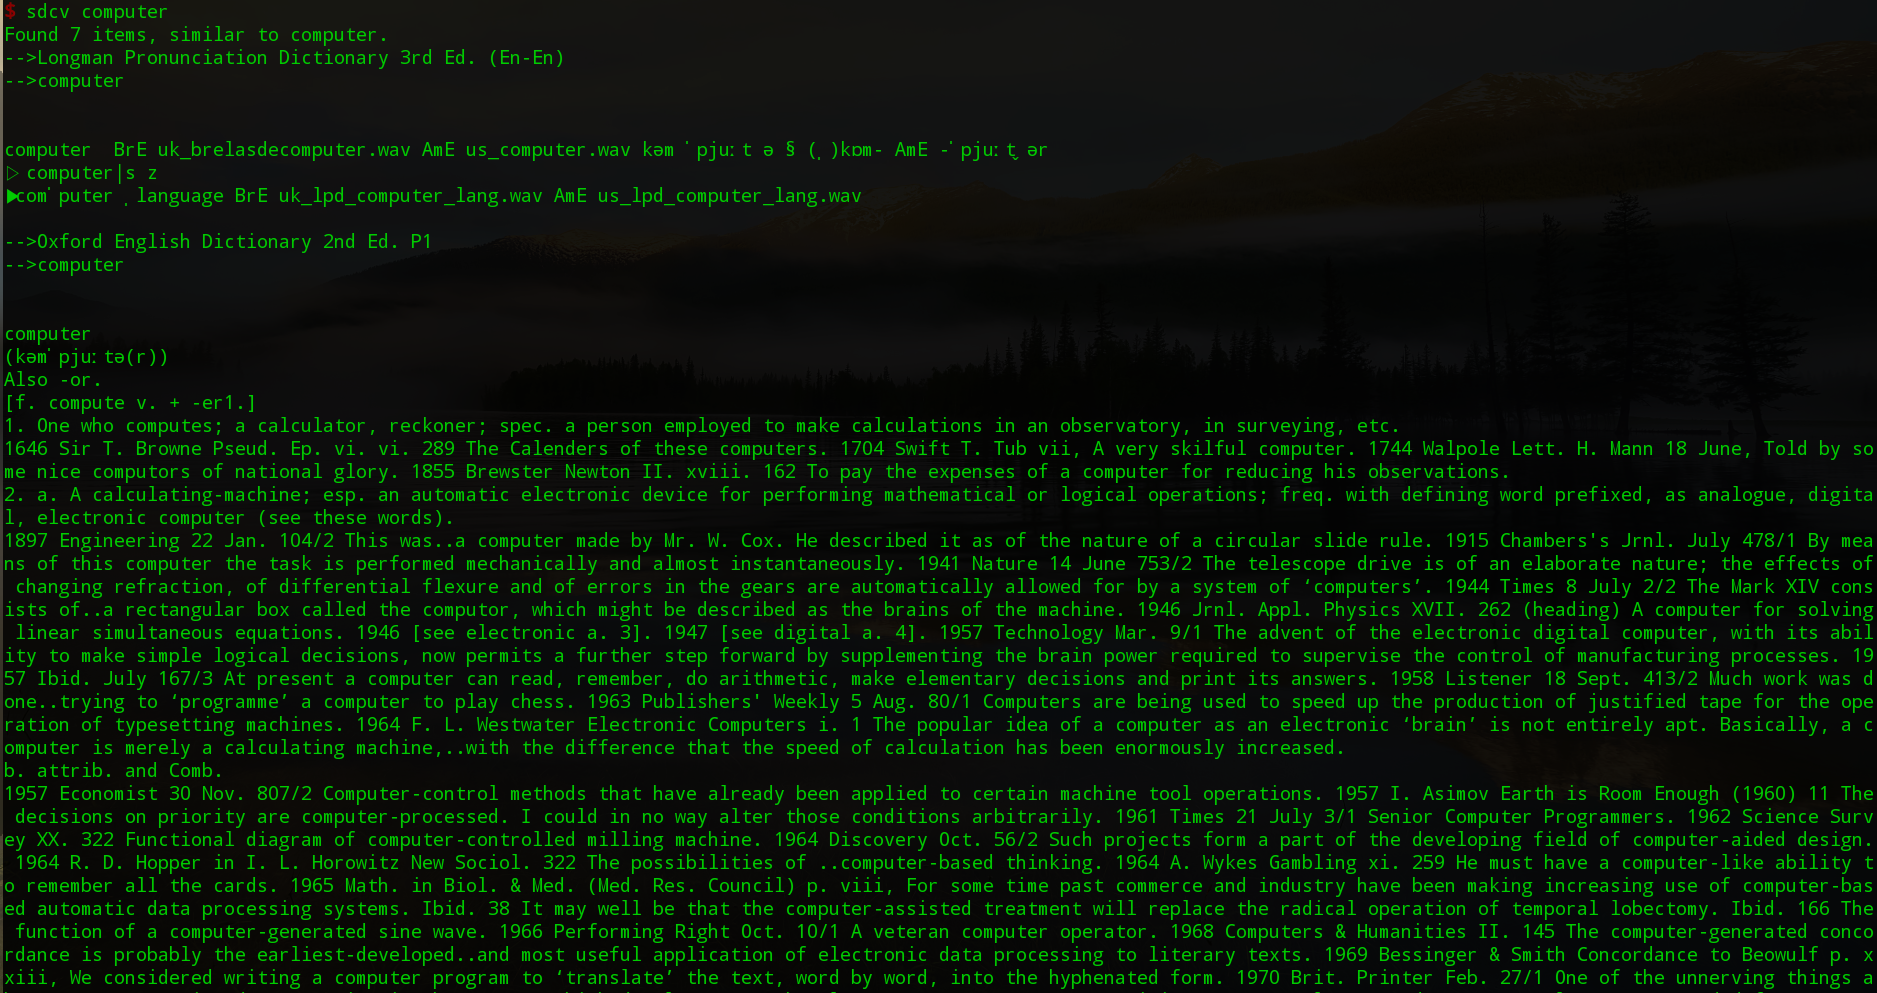 $ sdcv computer
Found 7 items, similar to computer.
-->Longman Pronunciation Dictionary 3rd Ed. (En-En)
-->computer
computer  BrE uk_brelasdecomputer.wav AmE us_computer.wav kəm ˈpjuː t ə § (ˌ)kɒm- AmE -ˈpjuː t̬ ər
▷ computer|s z
▶comˈputer ˌlanguage BrE uk_lpd_computer_lang.wav AmE us_lpd_computer_lang.wav
-->Oxford English Dictionary 2nd Ed. P1
-->computer
computer
(kəmˈpjuːtə(r))
Also -or.
[f. compute v. + -er1.]
1. One who computes; a calculator, reckoner; spec. a person employed to make calculations in an observatory, in surveying, etc.
1646 Sir T. Browne Pseud. Ep. vi. vi. 289 The Calenders of these computers. 1704 Swift T. Tub vii, A very skilful computer. 1744 Walpole Lett. H. Mann 18 June, Told by so
me nice computors of national glory. 1855 Brewster Newton II. xviii. 162 To pay the expenses of a computer for reducing his observations.
2. a. A calculating-machine; esp. an automatic electronic device for performing mathematical or logical operations; freq. with defining word prefixed, as analogue, digita
l, electronic computer (see these words).
1897 Engineering 22 Jan. 104/2 This was..a computer made by Mr. W. Cox. He described it as of the nature of a circular slide rule. 1915 Chambers's Jrnl. July 478/1 By mea
ns of this computer the task is performed mechanically and almost instantaneously. 1941 Nature 14 June 753/2 The telescope drive is of an elaborate nature; the effects of
changing refraction, of differential flexure and of errors in the gears are automatically allowed for by a system of ‘computers’. 1944 Times 8 July 2/2 The Mark XIV cons
ists of..a rectangular box called the computor, which might be described as the brains of the machine. 1946 Jrnl. Appl. Physics XVII. 262 (heading) A computer for solving
linear simultaneous equations. 1946 [see electronic a. 3]. 1947 [see digital a. 4]. 1957 Technology Mar. 9/1 The advent of the electronic digital computer, with its abil
ity to make simple logical decisions, now permits a further step forward by supplementing the brain power required to supervise the control of manufacturing processes. 19
57 Ibid. July 167/3 At present a computer can read, remember, do arithmetic, make elementary decisions and print its answers. 1958 Listener 18 Sept. 413/2 Much work was d
one..trying to ‘programme’ a computer to play chess. 1963 Publishers' Weekly 5 Aug. 80/1 Computers are being used to speed up the production of justified tape for the ope
ration of typesetting machines. 1964 F. L. Westwater Electronic Computers i. 1 The popular idea of a computer as an electronic ‘brain’ is not entirely apt. Basically, a c
omputer is merely a calculating machine,..with the difference that the speed of calculation has been enormously increased.
b. attrib. and Comb.
1957 Economist 30 Nov. 807/2 Computer-control methods that have already been applied to certain machine tool operations. 1957 I. Asimov Earth is Room Enough (1960) 11 The
decisions on priority are computer-processed. I could in no way alter those conditions arbitrarily. 1961 Times 21 July 3/1 Senior Computer Programmers. 1962 Science Surv
ey XX. 322 Functional diagram of computer-controlled milling machine. 1964 Discovery Oct. 56/2 Such projects form a part of the developing field of computer-aided design.
1964 R. D. Hopper in I. L. Horowitz New Sociol. 322 The possibilities of ..computer-based thinking. 1964 A. Wykes Gambling xi. 259 He must have a computer-like ability t
o remember all the cards. 1965 Math. in Biol. & Med. (Med. Res. Council) p. viii, For some time past commerce and industry have been making increasing use of computer-bas
ed automatic data processing systems. Ibid. 38 It may well be that the computer-assisted treatment will replace the radical operation of temporal lobectomy. Ibid. 166 The
function of a computer-generated sine wave. 1966 Performing Right Oct. 10/1 A veteran computer operator. 1968 Computers & Humanities II. 145 The computer-generated conco
rdance is probably the earliest-developed..and most useful application of electronic data processing to literary texts. 1969 Bessinger & Smith Concordance to Beowulf p. x
xiii, We considered writing a computer program to ‘translate’ the text, word by word, into the hyphenated form. 1970 Brit. Printer Feb. 27/1 One of the unnerving things a